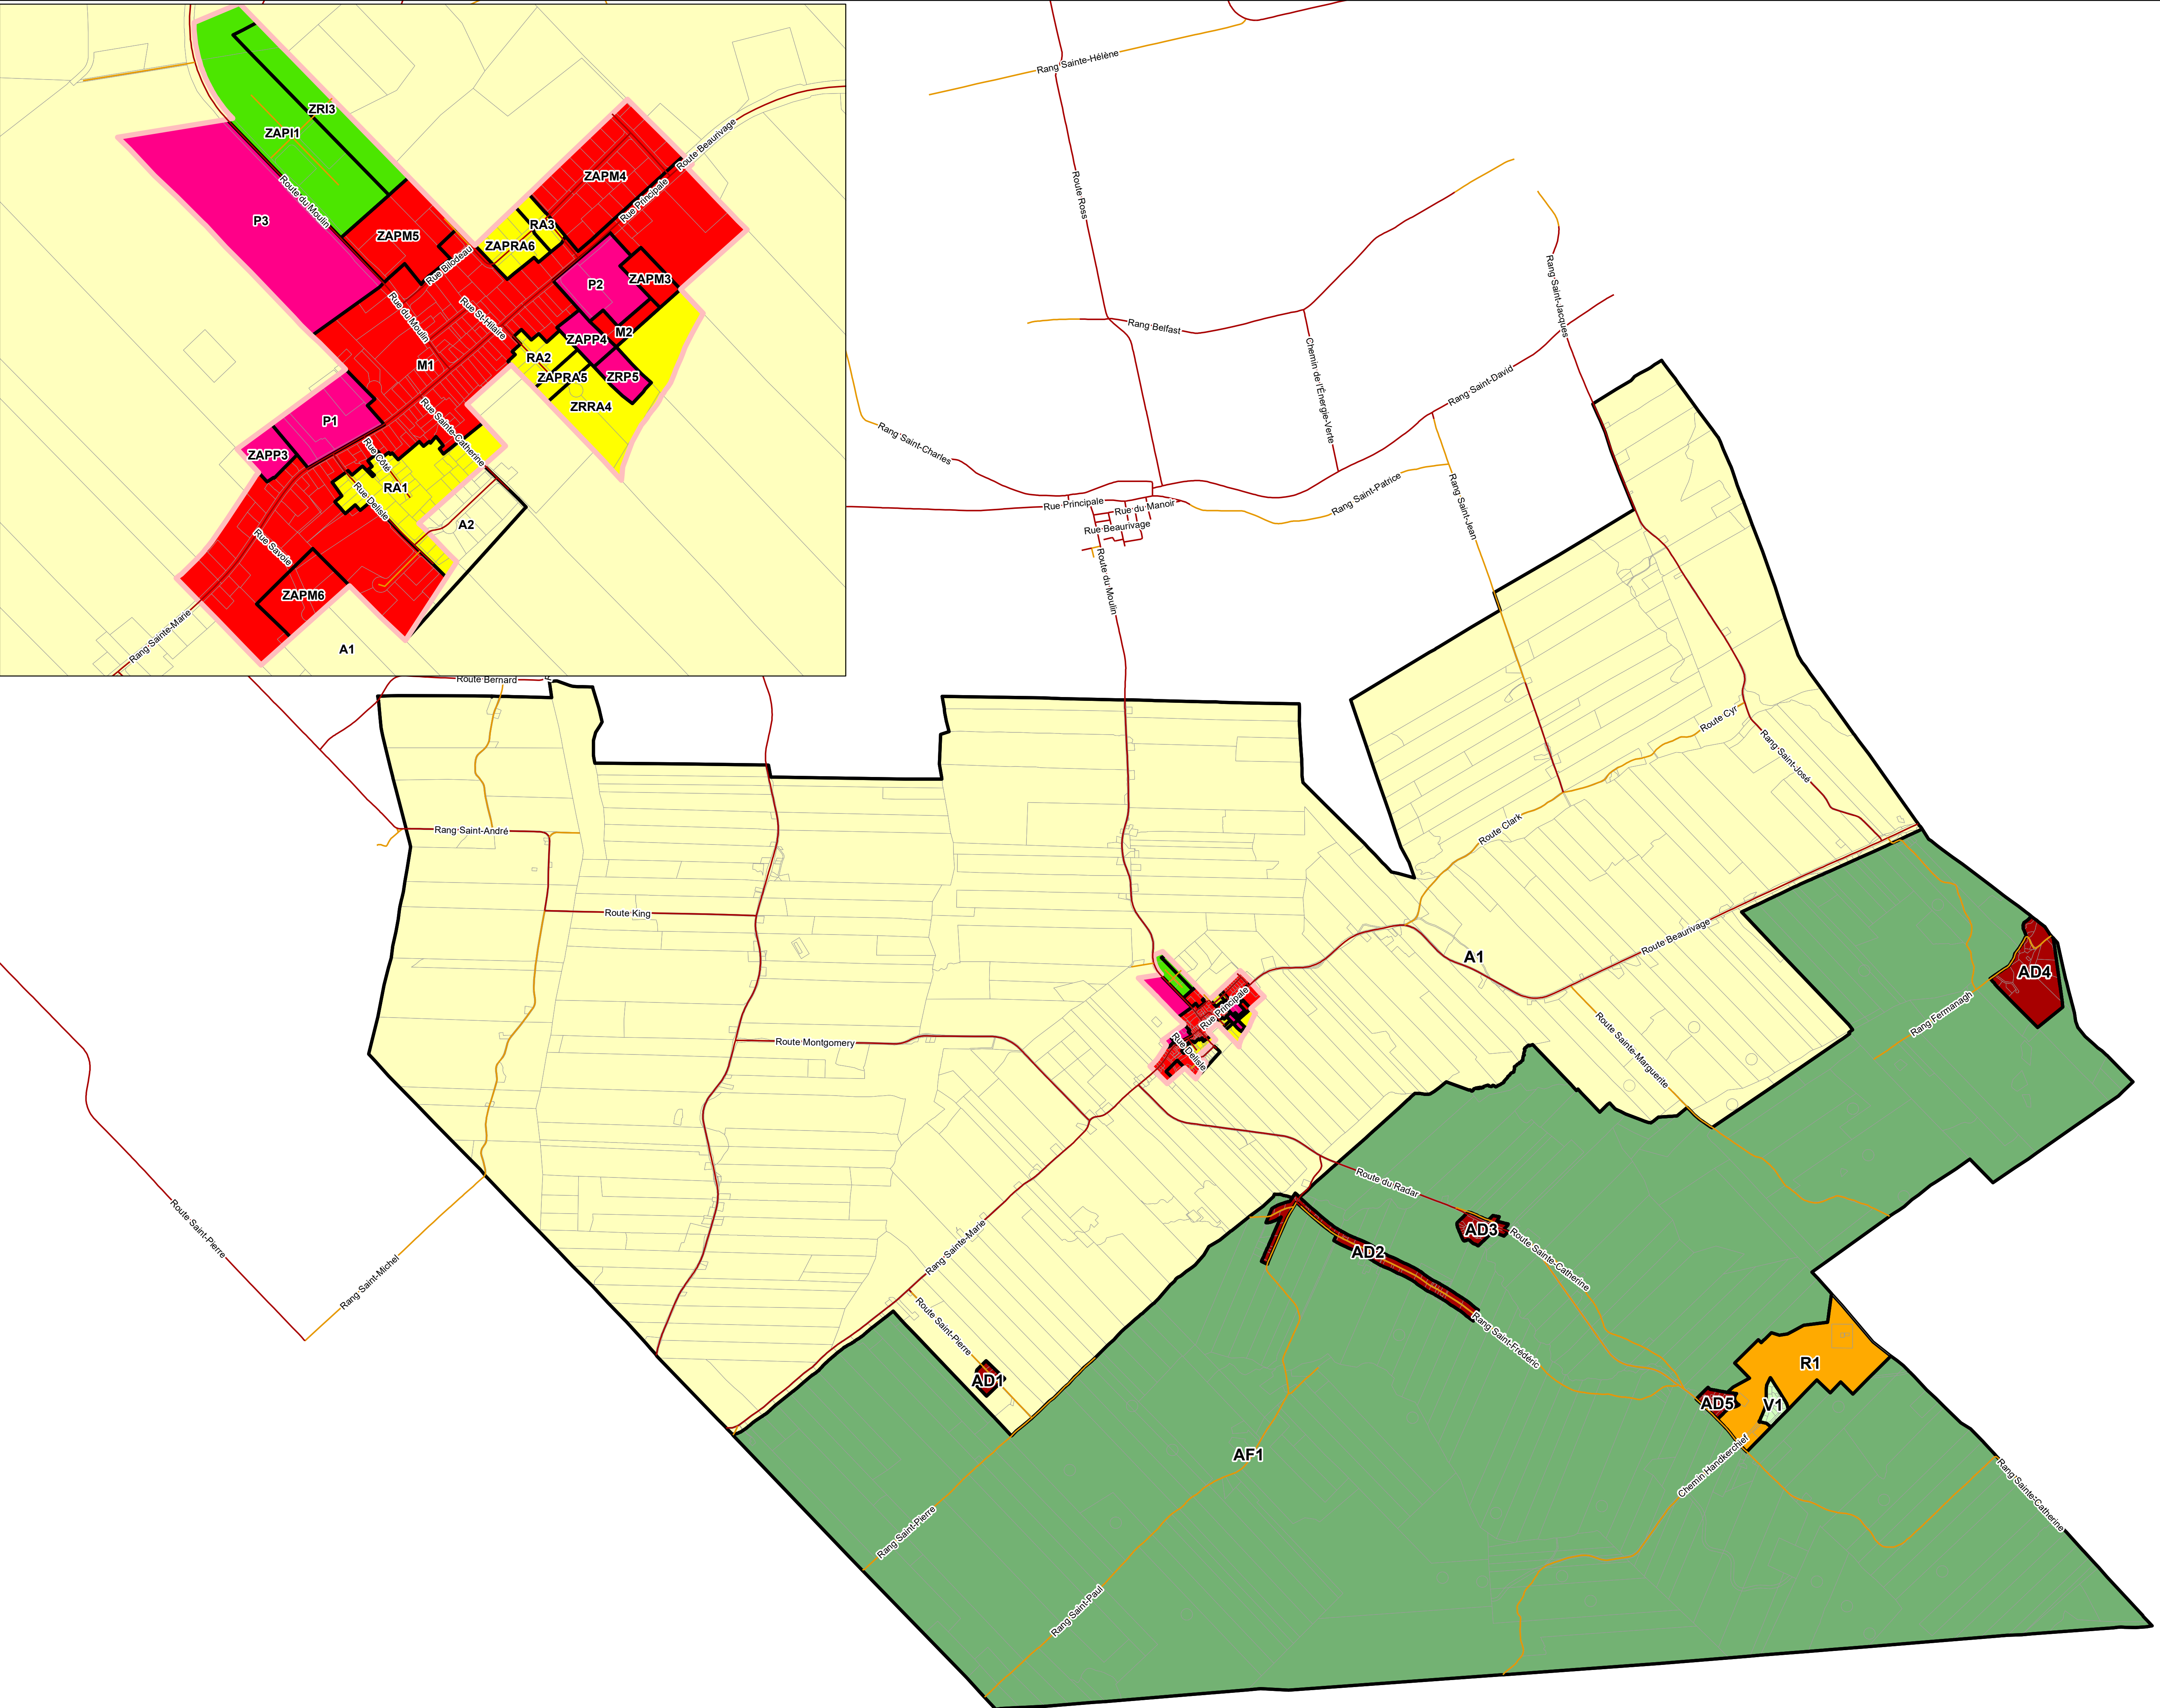 Rang Sainte-Hélène
Route Beaurivage
ZRI3
ZAPI1
Route du Moulin
P3
ZAPM4
Rue Principale
RA3
ZAPRA6
ZAPM5
Rue Bilodeau
P2
ZAPM3
Rue du Moulin
Rue St-Hilaire
M2
ZAPP4
RA2
M1
ZAPRA5
ZRP5
ZRRA4
P1
Rue Sainte-Catherine
ZAPP3
Rue Côté
RA1
Rue Delisle
A2
Rue Savoie
ZAPM6
Rang Sainte-Marie
A1
Route Ross
Rang Saint-Jacques
Rang Belfast
Chemin de l'Énergie-Verte
Rang Saint-David
Rang Saint-Charles
Rang Saint-Patrice
Rang Saint-Jean
Rue Principale
Rue du Manoir
Rue Beaurivage
Route du Moulin
Route Bernard
Route Cyr
Rang Saint-José
Rang Saint-André
Route Clark
Route King
Route Beaurivage
A1
AD4
Rue Principale
Rang Fermanagh
Route Sainte-Marguerite
Route Montgomery
Rue Delisle
Route du Radar
Route Saint-Pierre
Rang Sainte-Marie
AD3
AD2
Route Sainte-Catherine
Rang Saint-Michel
Route Saint-Pierre
Rang Saint-Frédéric
R1
AD1
AD5
V1
AF1
Chemin Handkerchief
Rang Sainte-Catherine
Rang Saint-Pierre
Rang Saint-Paul